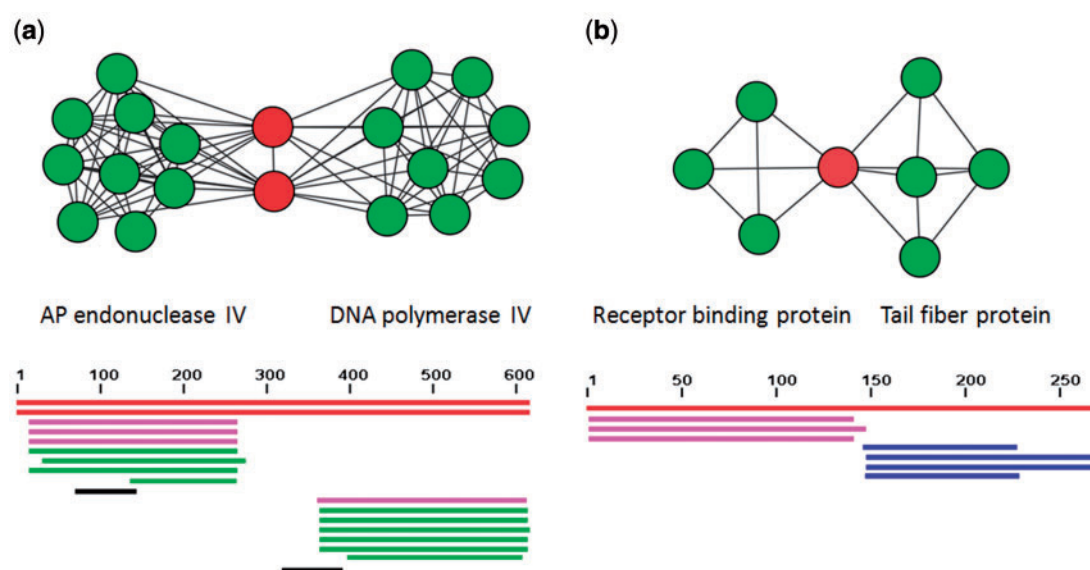 (a)
(b)
AP endonuclease IV DNA polymerase IV
Receptor binding protein Tail fiber protein
1 100 200 300 400 500 600
1 50 100 150 200 250